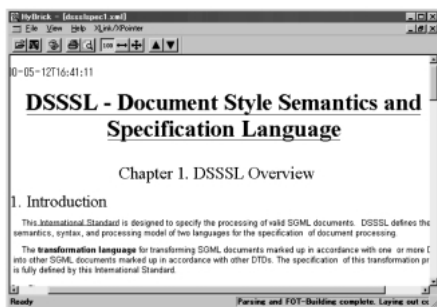 HyBrick - [dssslspec1.xml]
File View Help XLink/XPointer
100
0-05-12T16:41:11
DSSSL - Document Style Semantics and
Specification Language
Chapter 1. DSSSL Overview
1. Introduction
This International Standard is designed to specify the processing of valid SGML documents. DSSSL defines the
semantics, syntax, and processing model of two languages for the specification of document processing.
The transformation language for transforming SGML documents marked up in accordance with one or more D
into other SGML documents marked up in accordance with other DTDs. The specification of this transformation pr
is fully defined by this International Standard.
Ready Parsing and FOT-Building complete. Laying out co